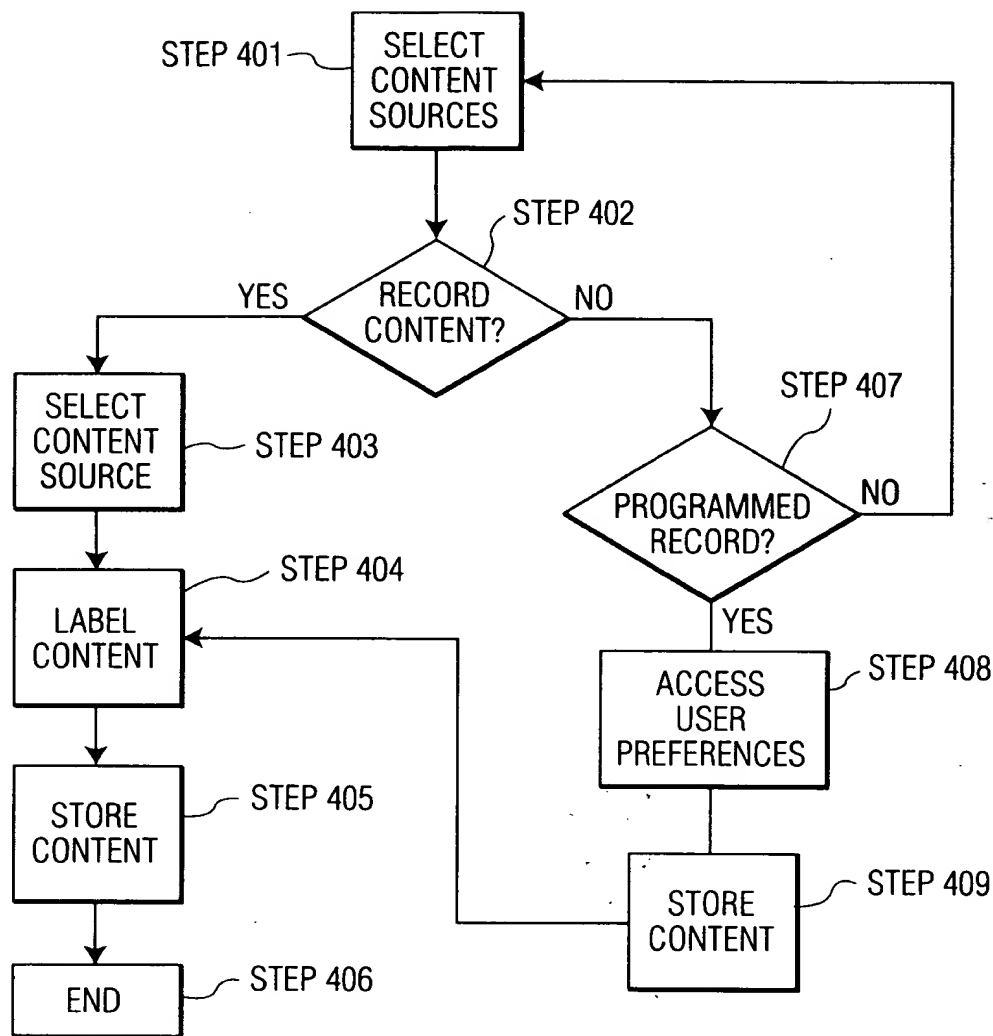 STEP 401
SELECT
CONTENT
SOURCES
STEP 402
YES
RECORD
CONTENT?
NO
STEP 407
SELECT
CONTENT
SOURCE
STEP 403
PROGRAMMED
RECORD?
NO
STEP 404
LABEL
CONTENT
YES
STEP 408
ACCESS
USER
PREFERENCES
STORE
CONTENT
STEP 405
STORE
CONTENT
STEP 409
END
STEP 406